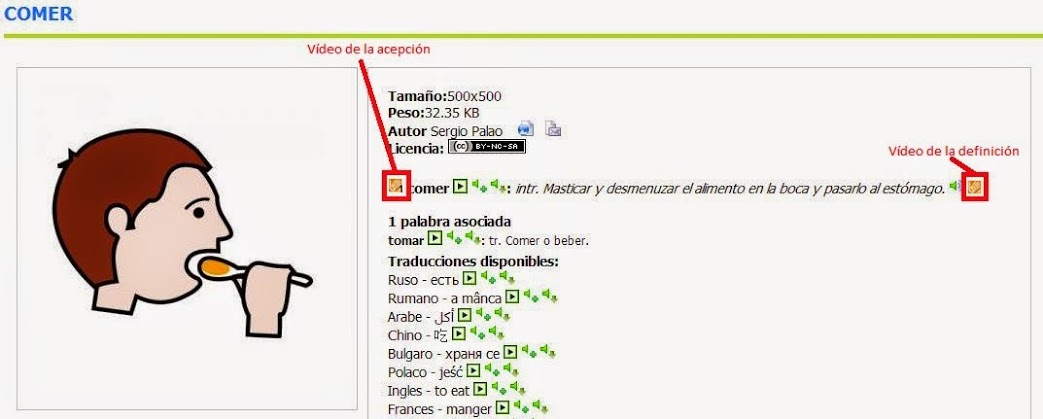 COMER
Vídeo de la acepción
Tamaño:500x500
Peso:32.35 KB
Autor Sergio Palao
Licencia: (cc) BY-NC-SA
Vídeo de la definición
comer : intr. Masticar y desmenuzar el alimento en la boca y pasarlo al estómago.
1 palabra asociada
tomar : tr. Comer o beber.
Traducciones disponibles:
Ruso - есть
Rumano - a mânca
Arabe - أكل
Chino - 吃
Bulgaro - храня се
Polaco - jeść
Ingles - to eat
Frances - manger